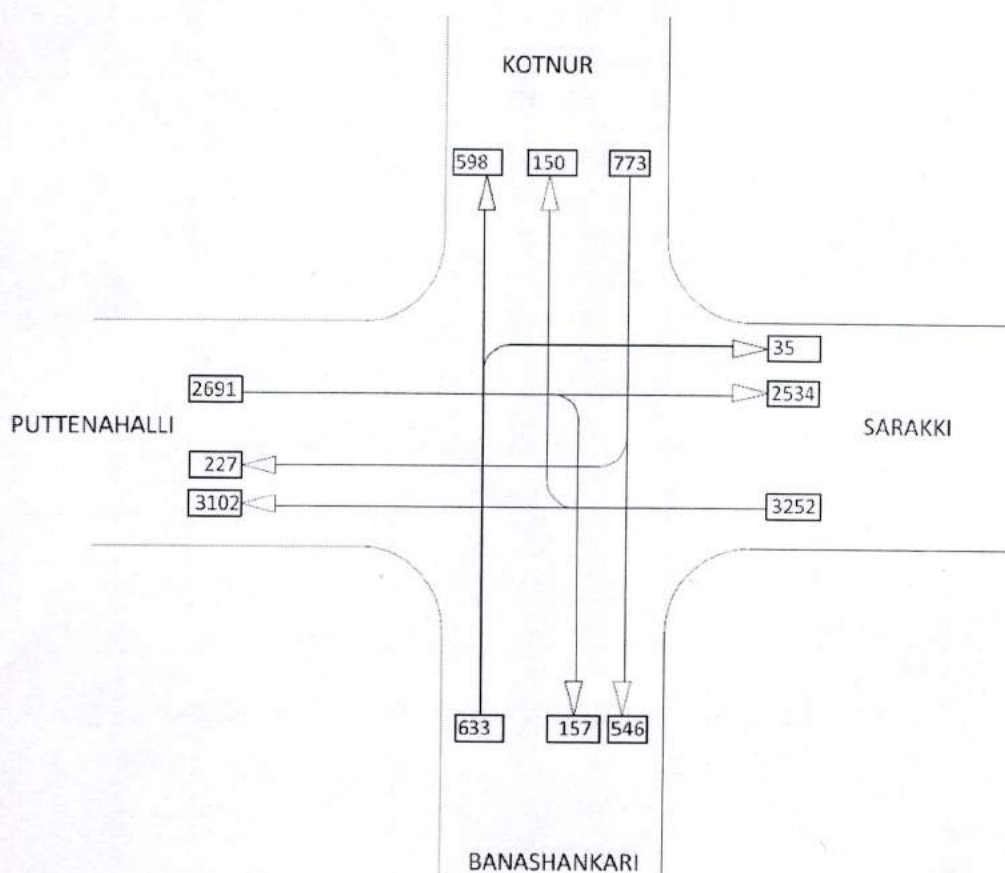 KOTNUR
598 150 773
35
2691 2534
PUTTENAHALLI SARAKKI
227
3102 3252
633 157 546
BANASHANKARI